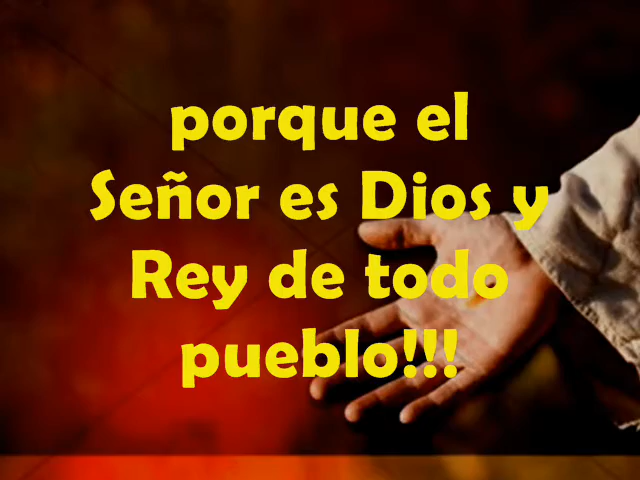 porque el
Señor es Dios y
Rey de todo
pueblo!!!